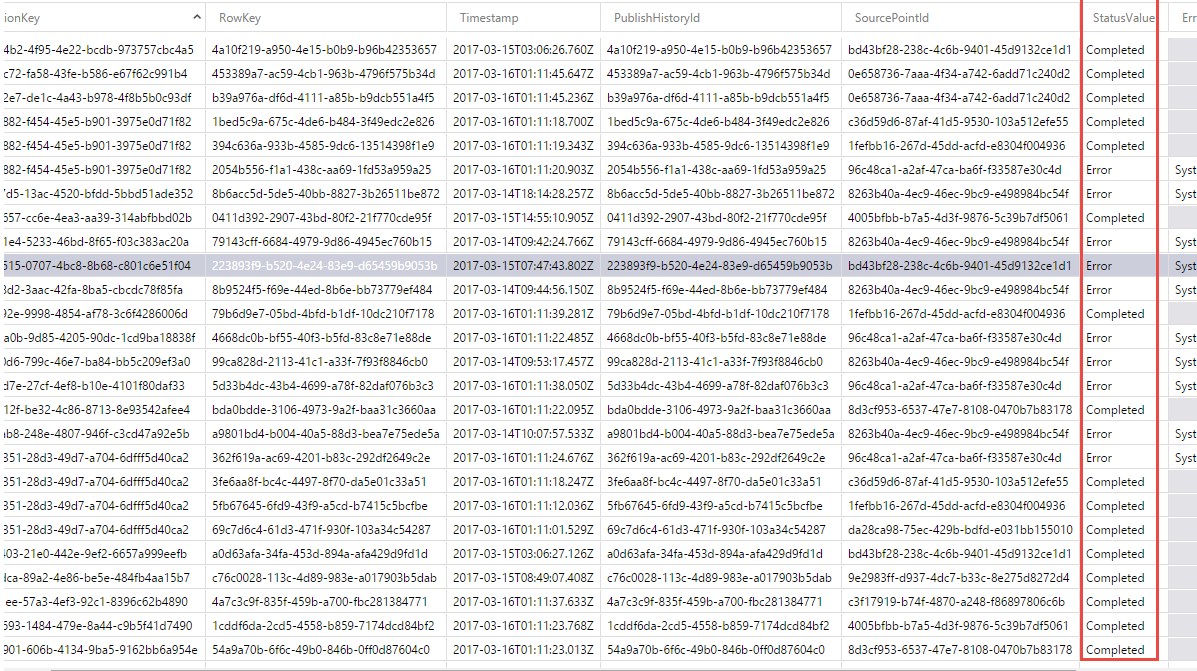 ionKey RowKey Timestamp PublishHistoryId SourcePointId StatusValue Err
4b2-4f95-4e22-bcdb-973757cbc4a5 4a10f219-a950-4e15-b0b9-b96b42353657 2017-03-15T03:06:26.760Z 4a10f219-a950-4e15-b0b9-b96b42353657 bd43bf28-238c-4c6b-9401-45d9132ce1d1 Completed
c72-fa58-43fe-b586-e67f62c991b4 453389a7-ac59-4cb1-963b-4796f575b34d 2017-03-16T01:11:45.647Z 453389a7-ac59-4cb1-963b-4796f575b34d 0e658736-7aaa-4f34-a742-6add71c240d2 Completed
2e7-de1c-4a43-b978-4f8b5b0c93df b39a976a-df6d-4111-a85b-b9dcb551a4f5 2017-03-16T01:11:45.236Z b39a976a-df6d-4111-a85b-b9dcb551a4f5 0e658736-7aaa-4f34-a742-6add71c240d2 Completed
882-f454-45e5-b901-3975e0d71f82 1bed5c9a-675c-4de6-b484-3f49edc2e826 2017-03-16T01:11:18.700Z 1bed5c9a-675c-4de6-b484-3f49edc2e826 c36d59d6-87af-41d5-9530-103a512efe55 Completed
882-f454-45e5-b901-3975e0d71f82 394c636a-933b-4585-9dc6-13514398f1e9 2017-03-16T01:11:19.343Z 394c636a-933b-4585-9dc6-13514398f1e9 1fefbb16-267d-45dd-acfd-e8304f004936 Completed
882-f454-45e5-b901-3975e0d71f82 2054b556-f1a1-438c-aa69-1fd53a959a25 2017-03-16T01:11:20.903Z 2054b556-f1a1-438c-aa69-1fd53a959a25 96c48ca1-a2af-47ca-ba6f-f33587e30c4d Error Syst
7d5-13ac-4520-bfdd-5bbd51ade352 8b6acc5d-5de5-40bb-8827-3b26511be872 2017-03-14T18:14:28.257Z 8b6acc5d-5de5-40bb-8827-3b26511be872 8263b40a-4ec9-46ec-9bc9-e498984bc54f Error Syst
557-cc6e-4ea3-aa39-314abfbbd02b 0411d392-2907-43bd-80f2-21f770cde95f 2017-03-15T14:55:10.905Z 0411d392-2907-43bd-80f2-21f770cde95f 4005bfbb-b7a5-4d3f-9876-5c39b7df5061 Completed
1e4-5233-46bd-8f65-f03c383ac20a 79143cff-6684-4979-9d86-4945ec760b15 2017-03-14T09:42:24.766Z 79143cff-6684-4979-9d86-4945ec760b15 8263b40a-4ec9-46ec-9bc9-e498984bc54f Error Syst
515-0707-4bc8-8b68-c801c6e51f04 223893f9-b520-4e24-83e9-d65459b9053b 2017-03-15T07:47:43.802Z 223893f9-b520-4e24-83e9-d65459b9053b bd43bf28-238c-4c6b-9401-45d9132ce1d1 Error Syst
8d2-3aac-42fa-8ba5-cbcdc78f85fa 8b9524f5-f69e-44ed-8b6e-bb73779ef484 2017-03-14T09:44:56.150Z 8b9524f5-f69e-44ed-8b6e-bb73779ef484 8263b40a-4ec9-46ec-9bc9-e498984bc54f Error Syst
92e-9998-4854-af78-3c6f4286006d 79b6d9e7-05bd-4bfd-b1df-10dc210f7178 2017-03-16T01:11:39.281Z 79b6d9e7-05bd-4bfd-b1df-10dc210f7178 1fefbb16-267d-45dd-acfd-e8304f004936 Completed
a0b-9d85-4205-90dc-1cd9ba18838f 4668dc0b-bf55-40f3-b5fd-83c8e7e71e88de 2017-03-16T01:11:22.485Z 4668dc0b-bf55-40f3-b5fd-83c8e71e88de 96c48ca1-a2af-47ca-ba6f-f33587e30c4d Error Syst
0d6-799c-46e7-ba84-bb5c209ef3a0 99ca828d-2113-41c1-a33f-7f93f8846cb0 2017-03-14T09:53:17.457Z 99ca828d-2113-41c1-a33f-7f93f8846cb0 8263b40a-4ec9-46ec-9bc9-e498984bc54f Error Syst
d7e-27cf-4ef8-b10e-4101f80daf33 5d33b4dc-43b4-4699-a78f-82daf076b3c3 2017-03-16T01:11:38.050Z 5d33b4dc-43b4-4699-a78f-82daf076b3c3 96c48ca1-a2af-47ca-ba6f-f33587e30c4d Error Syst
12f-be32-4c86-8713-8e93542afee4 bda0bdde-3106-4973-9a2f-baa31c3660aa 2017-03-16T01:11:22.095Z bda0bdde-3106-4973-9a2f-baa31c3660aa 8d3cf953-6537-47e7-8108-0470b7b83178 Completed
ab8-248e-4807-946f-c3cd47a92e5b a9801bd4-b004-40a5-88d3-bea7e75ede5a 2017-03-14T10:07:57.533Z a9801bd4-b004-40a5-88d3-bea7e75ede5a 8263b40a-4ec9-46ec-9bc9-e498984bc54f Error Syst
351-28d3-49d7-a704-6dfff5d40ca2 362f619a-ac69-4201-b83c-292df2649c2e 2017-03-16T01:11:24.676Z 362f619a-ac69-4201-b83c-292df2649c2e 96c48ca1-a2af-47ca-ba6f-f33587e30c4d Error Syst
351-28d3-49d7-a704-6dfff5d40ca2 3fe6aa8f-bc4c-4497-8f70-da5e01c33a51 2017-03-16T01:11:18.247Z 3fe6aa8f-bc4c-4497-8f70-da5e01c33a51 c36d59d6-87af-41d5-9530-103a512efe55 Completed
351-28d3-49d7-a704-6dfff5d40ca2 5fb67645-6fd9-43f9-a5cd-b7415c5bcfbe 2017-03-16T01:11:12.036Z 5fb67645-6fd9-43f9-a5cd-b7415c5bcfbe 1fefbb16-267d-45dd-acfd-e8304f004936 Completed
351-28d3-49d7-a704-6dfff5d40ca2 69c7d6c4-61d3-471f-930f-103a34c54287 2017-03-16T01:11:01.529Z 69c7d6c4-61d3-471f-930f-103a34c54287 da28ca98-75ec-429b-bdfd-e031bb155010 Completed
403-21e0-442e-9ef2-6657a999eefb a0d63afa-34fa-453d-894a-afa429d9fd1d 2017-03-15T03:06:27.126Z a0d63afa-34fa-453d-894a-afa429d9fd1d bd43bf28-238c-4c6b-9401-45d9132ce1d1 Completed
dca-89a2-4e86-be5e-484fb4aa15b7 c76c0028-113c-4d89-983e-a017903b5dab 2017-03-15T08:49:07.408Z c76c0028-113c-4d89-983e-a017903b5dab 9e2983ff-d937-4dc7-b33c-8e275d8272d4 Completed
ee-57a3-4ef3-92c1-8396c62b4890 4a7c3c9f-835f-459b-a700-fbc281384771 2017-03-16T01:11:37.633Z 4a7c3c9f-835f-459b-a700-fbc281384771 c3f17919-b74f-4870-a248-f86897806c6b Completed
593-1484-479e-8a44-c9b5f41d7490 1cddf6da-2cd5-4558-b859-7174dcd84bf2 2017-03-16T01:11:23.768Z 1cddf6da-2cd5-4558-b859-7174dcd84bf2 4005bfbb-b7a5-4d3f-9876-5c39b7df5061 Completed
901-606b-4134-9ba5-9162bb6a954e 54a9a70b-6f6c-49b0-846b-0ff0d87604c0 2017-03-16T01:11:23.013Z 54a9a70b-6f6c-49b0-846b-0ff0d87604c0 8d3cf953-6537-47e7-8108-0470b7b83178 Completed